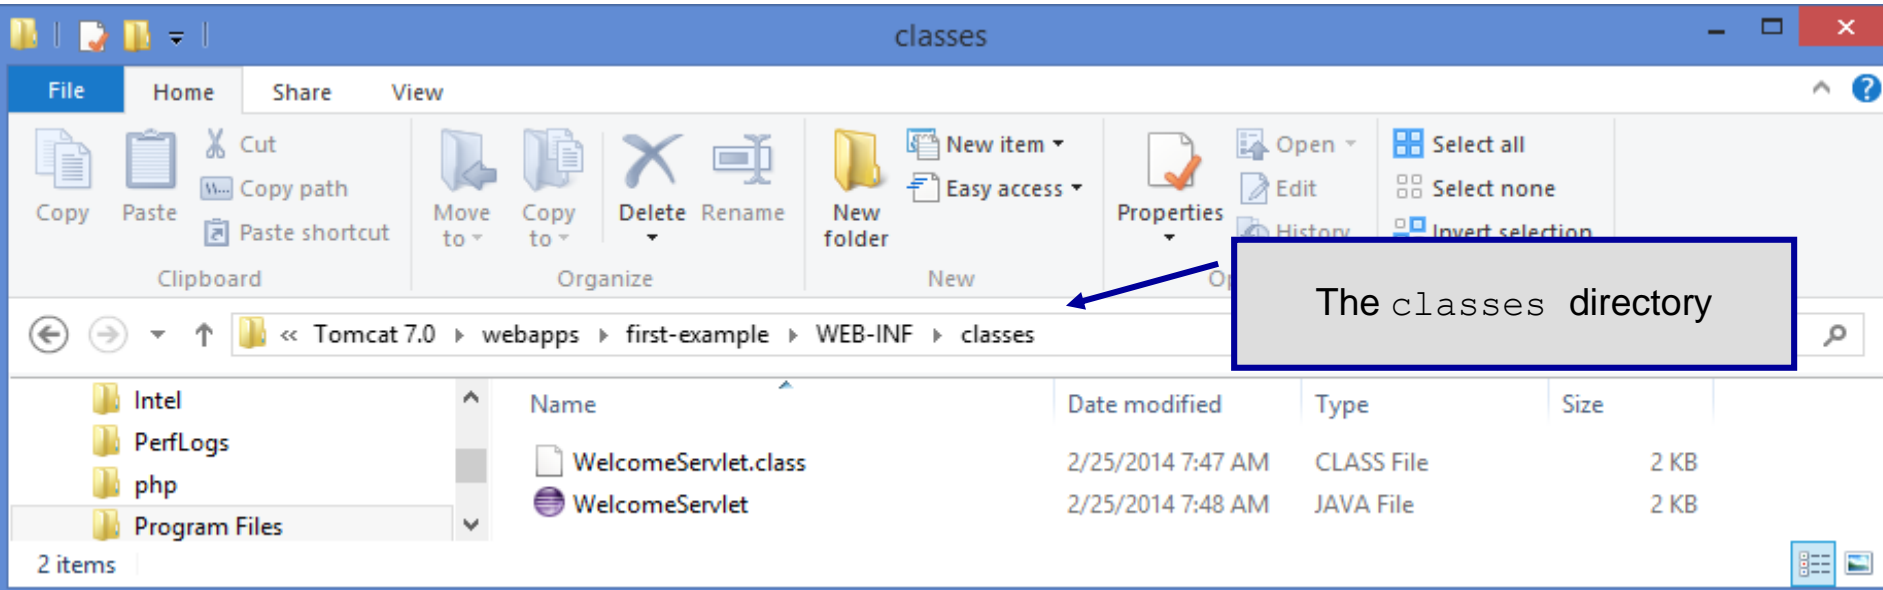 classes
File Home Share View
Copy
Paste
Cut
Copy path
Paste shortcut
Move to
Copy to
Delete
Rename
New folder
New item
Easy access
Properties
Open
Edit
History
Select all
Select none
Invert selection
Clipboard
Organize
New
The classes directory
« Tomcat 7.0 webapps first-example WEB-INF classes
Intel
PerfLogs
php
Program Files
Name Date modified Type Size
WelcomeServlet.class 2/25/2014 7:47 AM CLASS File 2 KB
WelcomeServlet 2/25/2014 7:48 AM JAVA File 2 KB
2 items